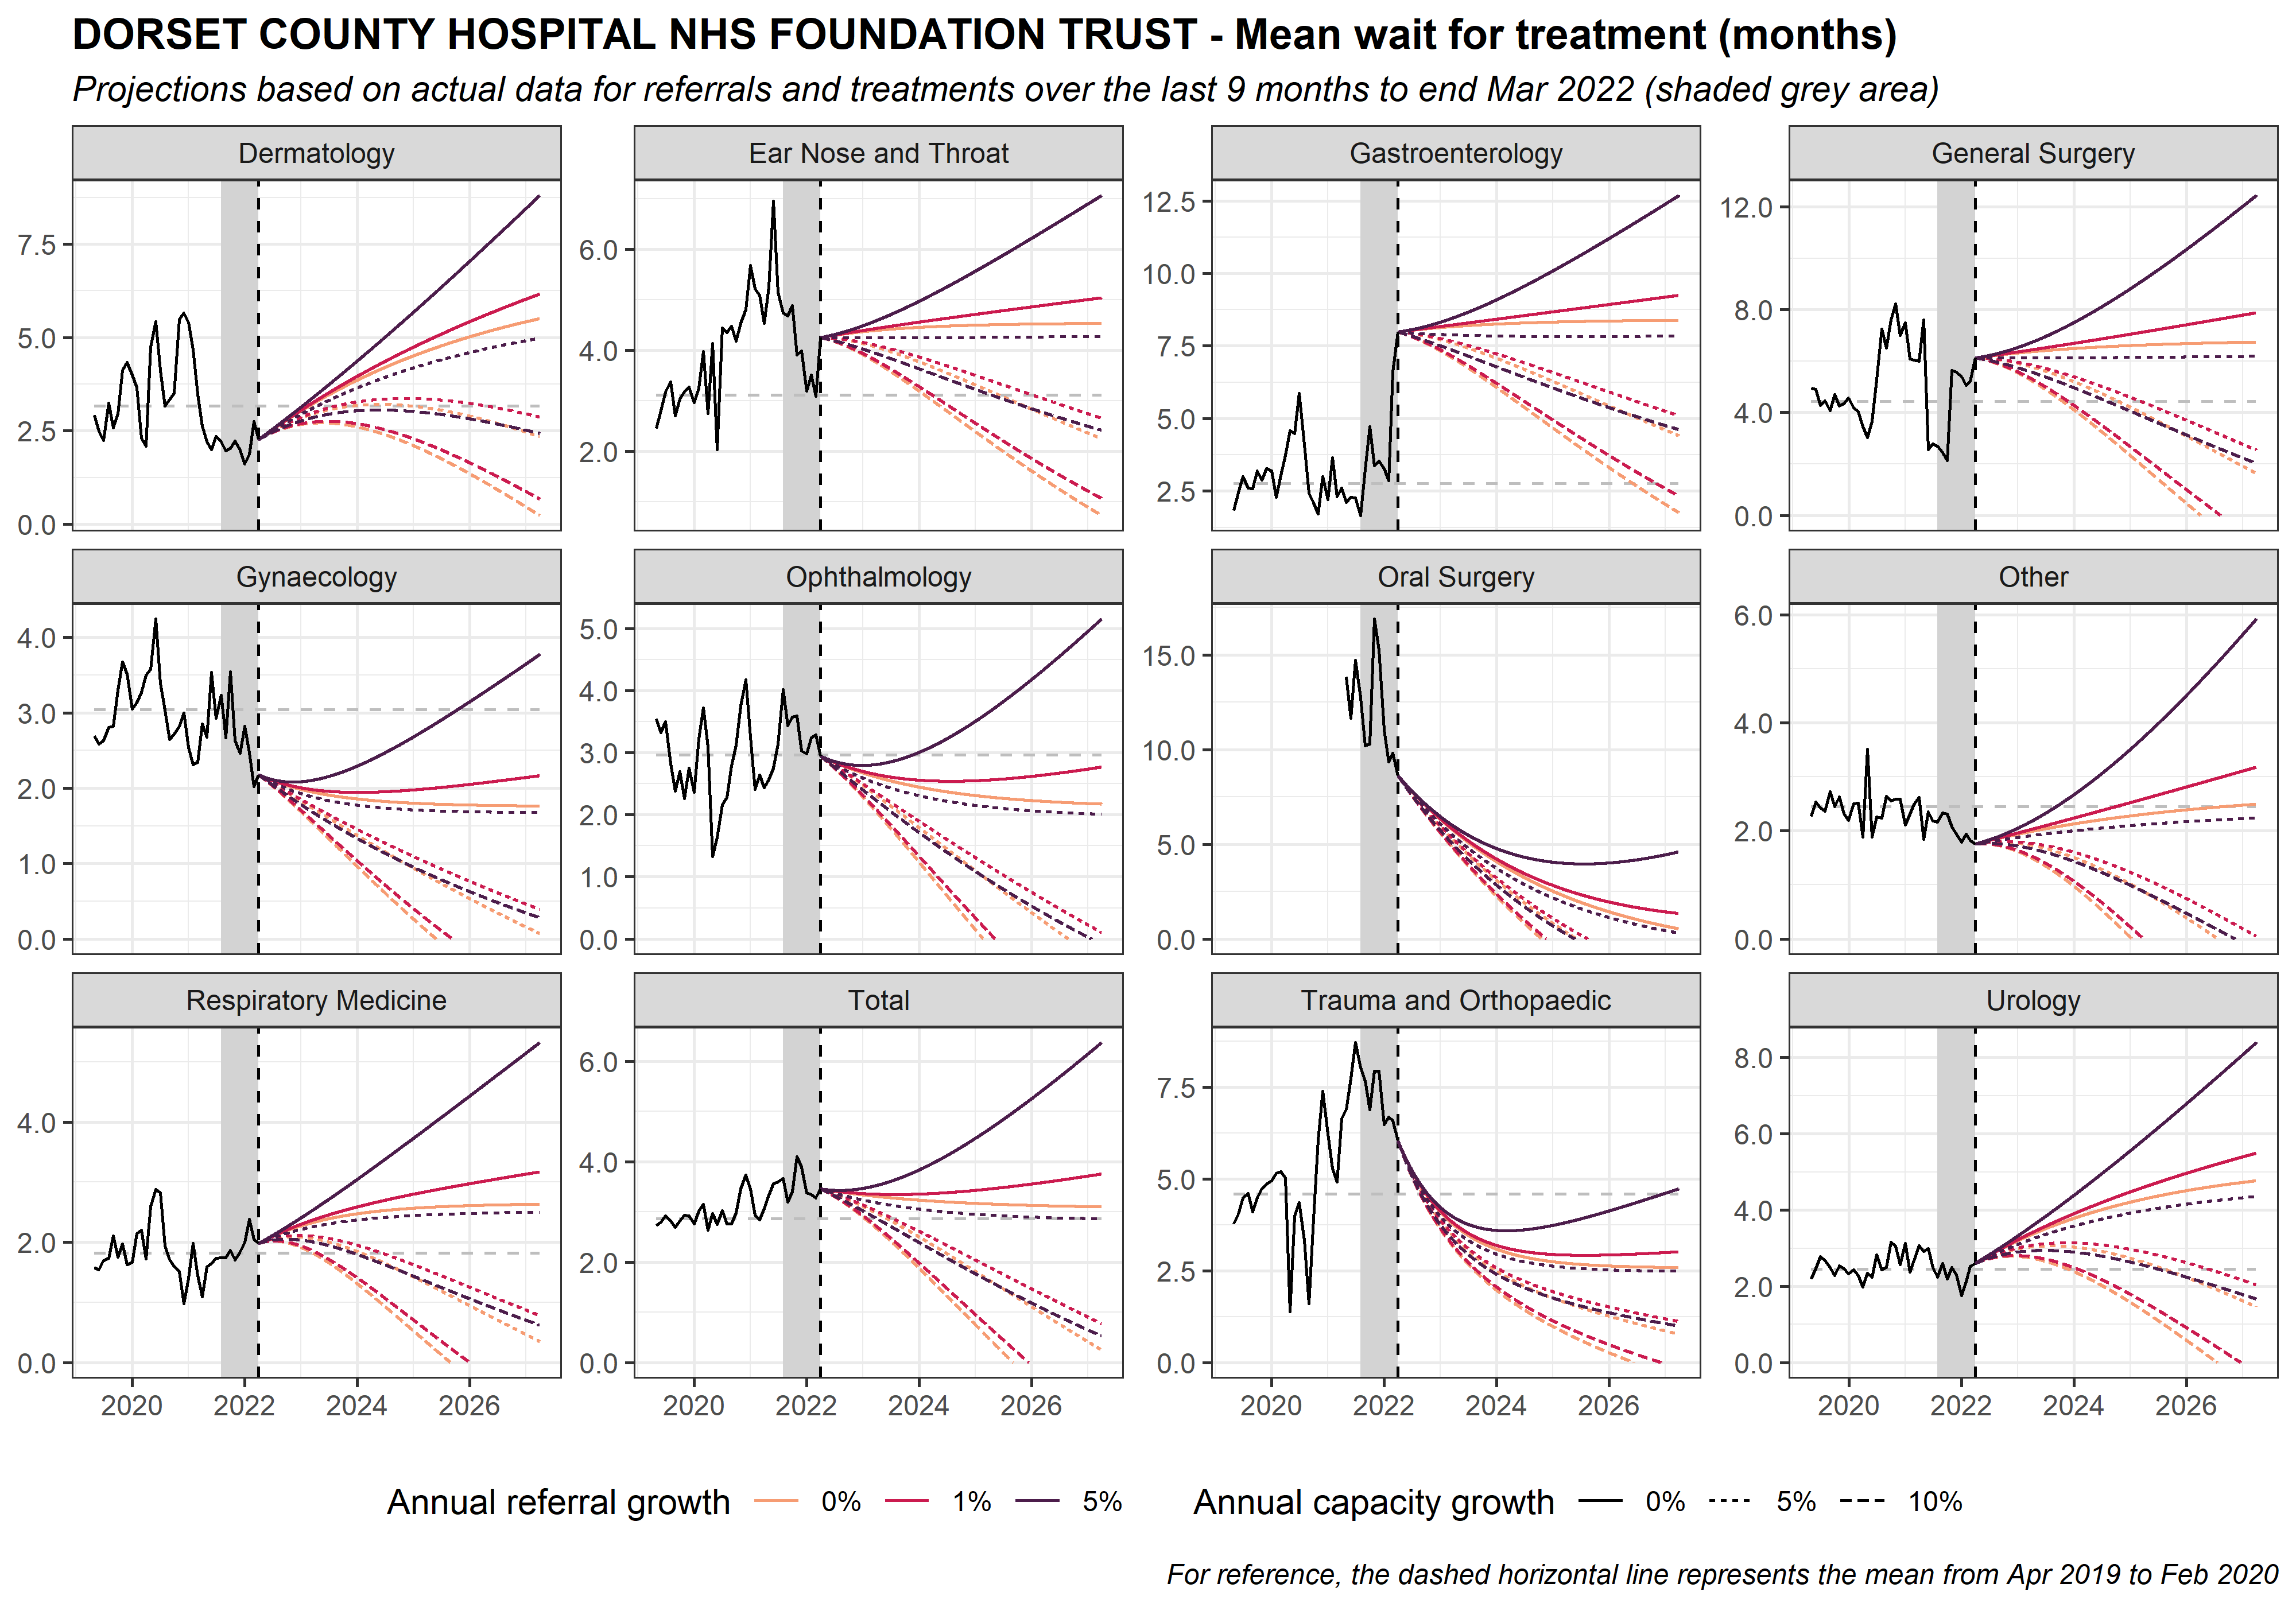 DORSET COUNTY HOSPITAL NHS FOUNDATION TRUST - Mean wait for treatment (months)
Projections based on actual data for referrals and treatments over the last 9 months to end Mar 2022 (shaded grey area)
Dermatology
7.5
5.0
2.5
0.0
Ear Nose and Throat
6.0
4.0
2.0
Gastroenterology
12.5
10.0
7.5
5.0
2.5
General Surgery
12.0
8.0
4.0
0.0
Gynaecology
4.0
3.0
2.0
1.0
0.0
Ophthalmology
5.0
4.0
3.0
2.0
1.0
0.0
Oral Surgery
15.0
10.0
5.0
0.0
Other
6.0
4.0
2.0
0.0
Respiratory Medicine
4.0
2.0
0.0
2020 2022 2024 2026
Total
6.0
4.0
2.0
0.0
2020 2022 2024 2026
Trauma and Orthopaedic
7.5
5.0
2.5
0.0
2020 2022 2024 2026
Urology
8.0
6.0
4.0
2.0
0.0
2020 2022 2024 2026
Annual referral growth 0% 1% 5%
Annual capacity growth 0% 5% 10%
For reference, the dashed horizontal line represents the mean from Apr 2019 to Feb 2020